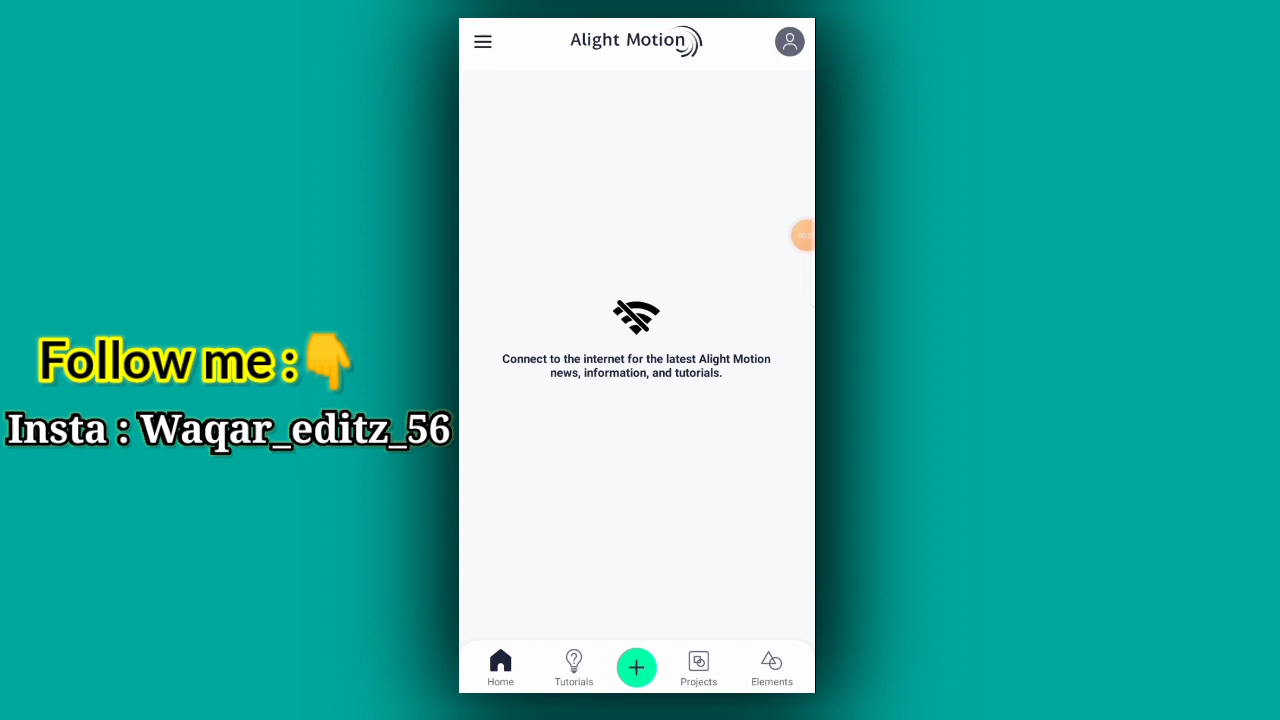 Alight Motion
Follow me :👇
Insta : Waqar_editz_56
Connect to the internet for the latest Alight Motion
news, information, and tutorials.
Home
Tutorials
Projects
Elements